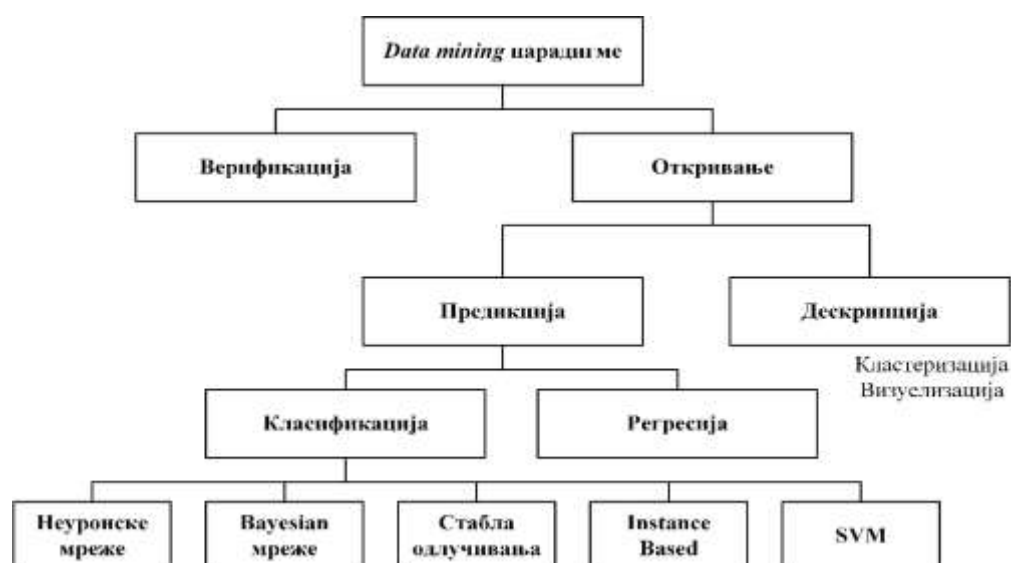 Data mining парадигме
Верификација
Откривање
Предикција
Дескрипција
Кластеризација
Визуелизација
Класификација
Регресија
Неуронске
мреже
Bayesian
мреже
Стабла
одлучивања
Instance
Based
SVM